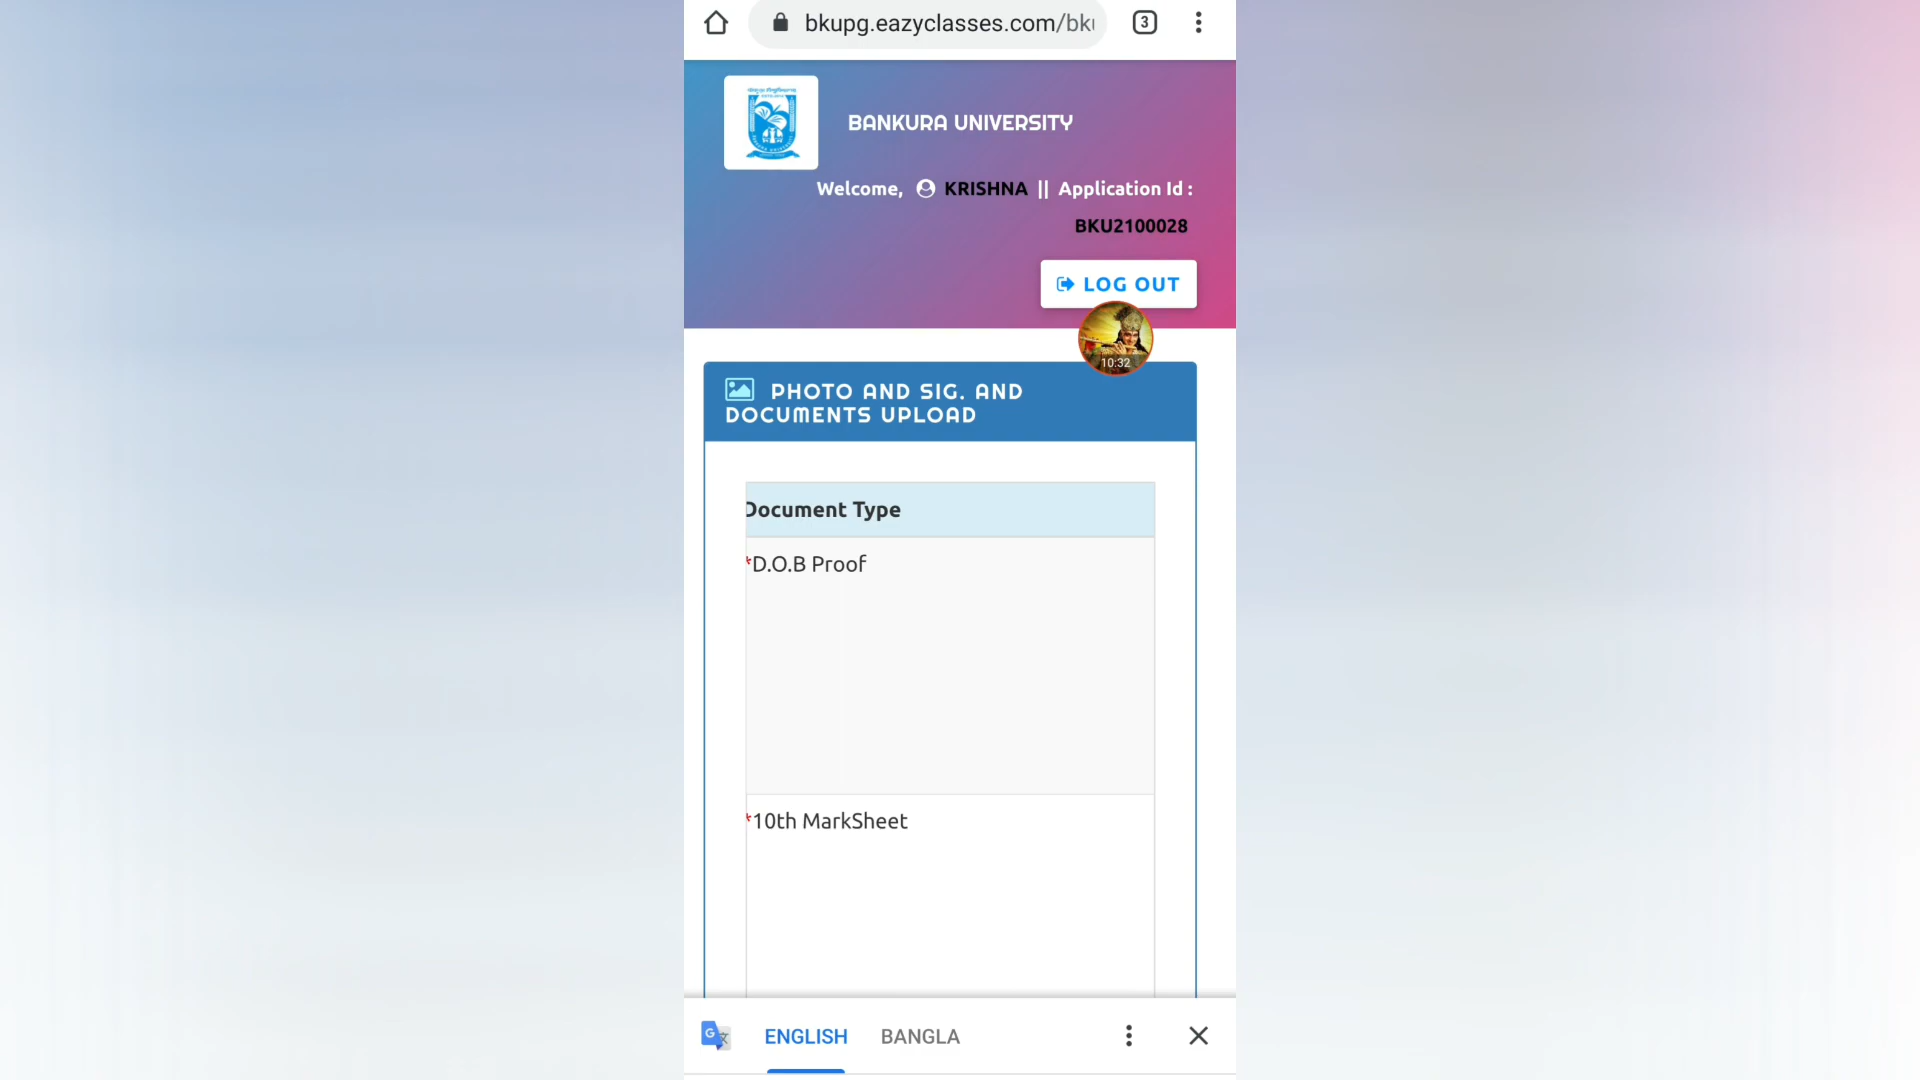 bkupg.eazyclasses.com/bk
3
BANKURA UNIVERSITY
Welcome, KRISHNA || Application Id :
BKU2100028
LOG OUT
10:32
PHOTO AND SIG. AND
DOCUMENTS UPLOAD
Document Type
*D.O.B Proof
*10th MarkSheet
ENGLISH BANGLA